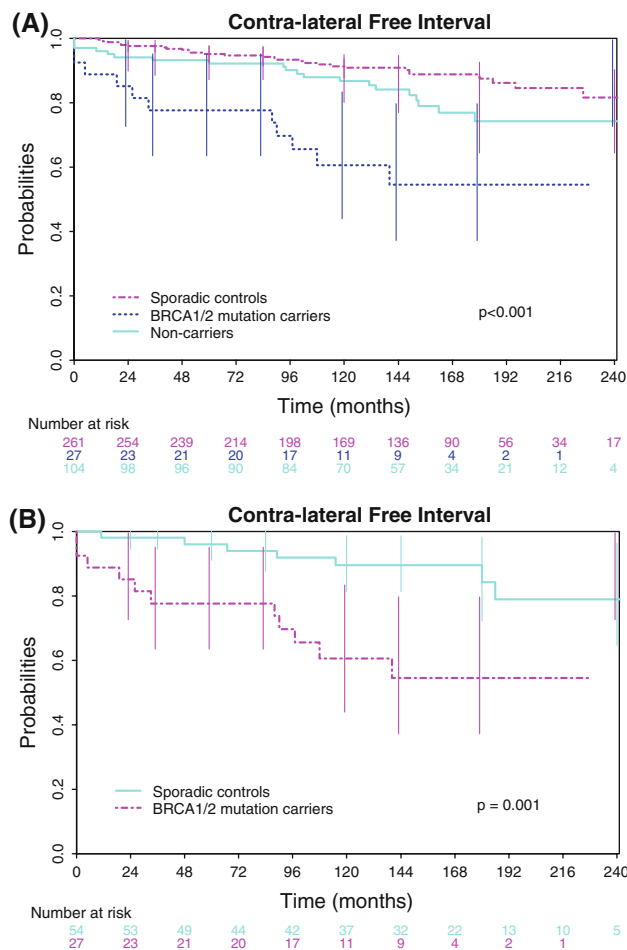 (A)
Contra-lateral Free Interval
Probabilities
1.0
0.8
0.6
0.4
0.2
0.0
Sporadic controls
BRCA1/2 mutation carriers
Non-carriers
p<0.001
0 24 48 72 96 120 144 168 192 216 240
Time (months)
Number at risk
261 254 239 214 198 169 136 90 56 34 17
27 23 21 20 17 11 9 4 2 1
104 98 96 90 84 70 57 34 21 12 4
(B)
Contra-lateral Free Interval
Probabilities
1.0
0.8
0.6
0.4
0.2
0.0
Sporadic controls
BRCA1/2 mutation carriers
p = 0.001
0 24 48 72 96 120 144 168 192 216 240
Time (months)
Number at risk
54 53 49 44 42 37 32 22 13 10 5
27 23 21 20 17 11 9 4 2 1